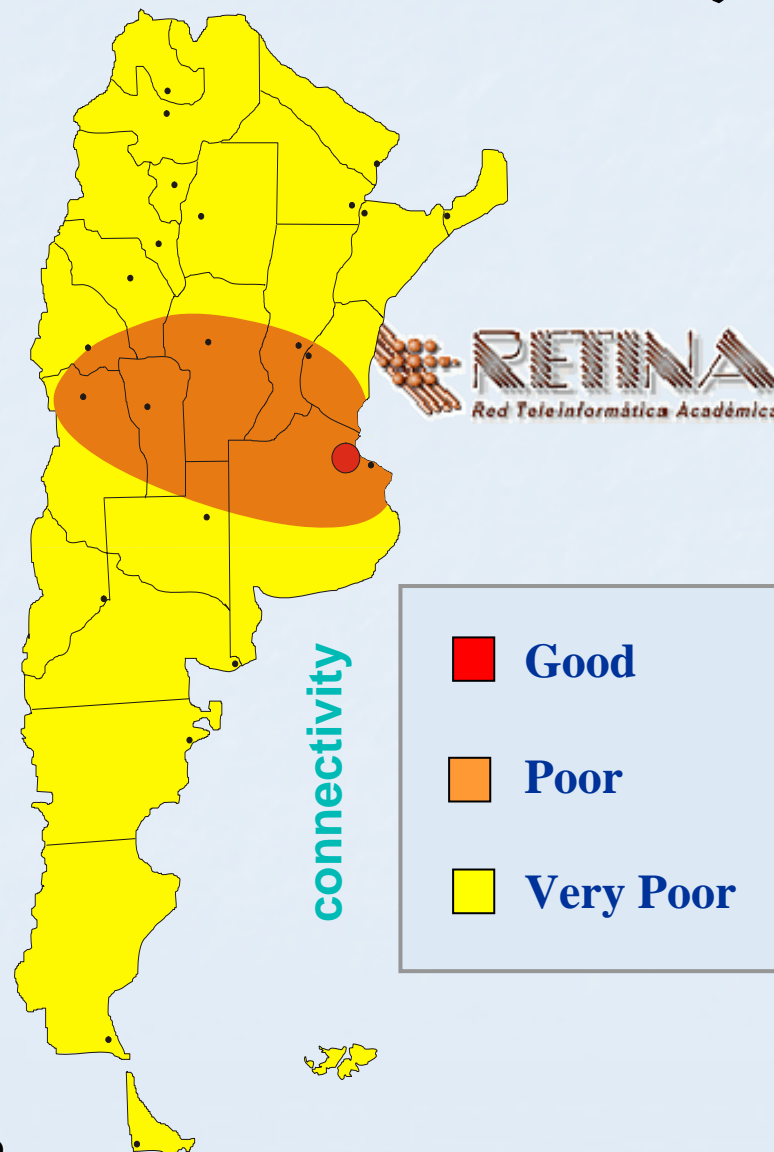 RETINA
Red Teleinformática Académica
connectivity
Good
Poor
Very Poor